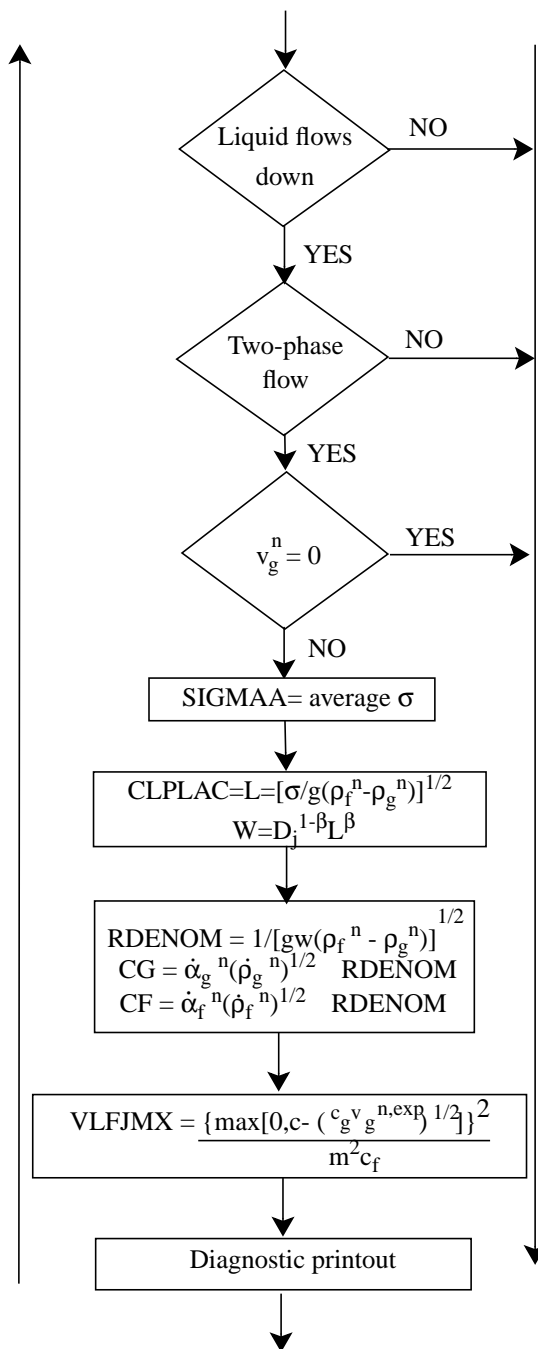 Liquid flows
NO
down
YES
Two-phase
NO
flow
YES
v_g^n = 0
YES
NO
SIGMAA= average σ
CLPLAC=L=[σ/g(ρ_f^n-ρ_g^n)]^1/2
W=D_j^1-β L^β
RDENOM = 1/[gw(ρ_f^n - ρ_g^n)]^1/2
CG = α̇_g^n(ρ̇_g^n)^1/2 RDENOM
CF = α̇_f^n(ρ̇_f^n)^1/2 RDENOM
VLFJMX = {max[0,c- (c_g v_g^n,exp)^1/2]}^2
m^2c_f
Diagnostic printout